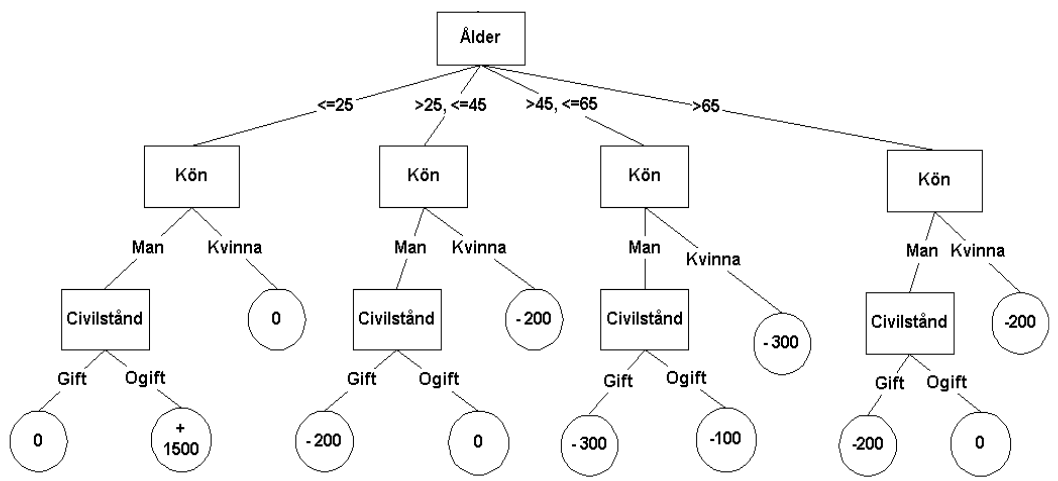 Ålder
<=25 >25, <=45 >45, <=65 >65
Kön Kön Kön Kön
Man Kvinna Man Kvinna Man Kvinna Man Kvinna
Civilstånd 0 Civilstånd - 200 Civilstånd - 300 Civilstånd -200
Gift Ogift Gift Ogift Gift Ogift Gift Ogift
0 + 1500 - 200 0 - 300 -100 -200 0